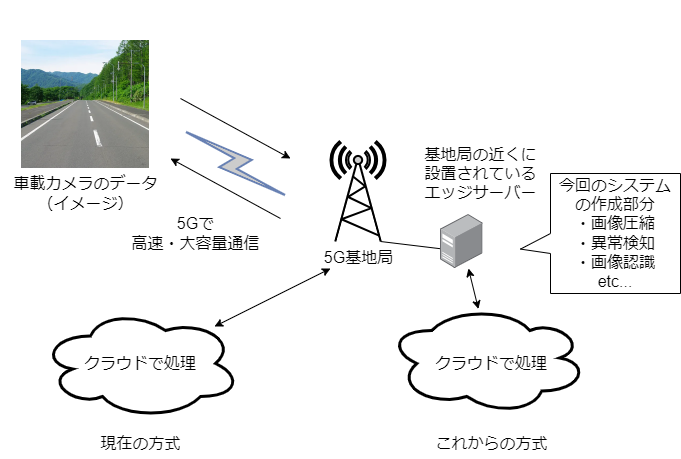 車載カメラのデータ
（イメージ）
5Gで
高速・大容量通信
5G基地局
基地局の近くに
設置されている
エッジサーバー
今回のシステム
の作成部分
・画像圧縮
・異常検知
・画像認識
etc...
クラウドで処理
現在の方式
クラウドで処理
これからの方式